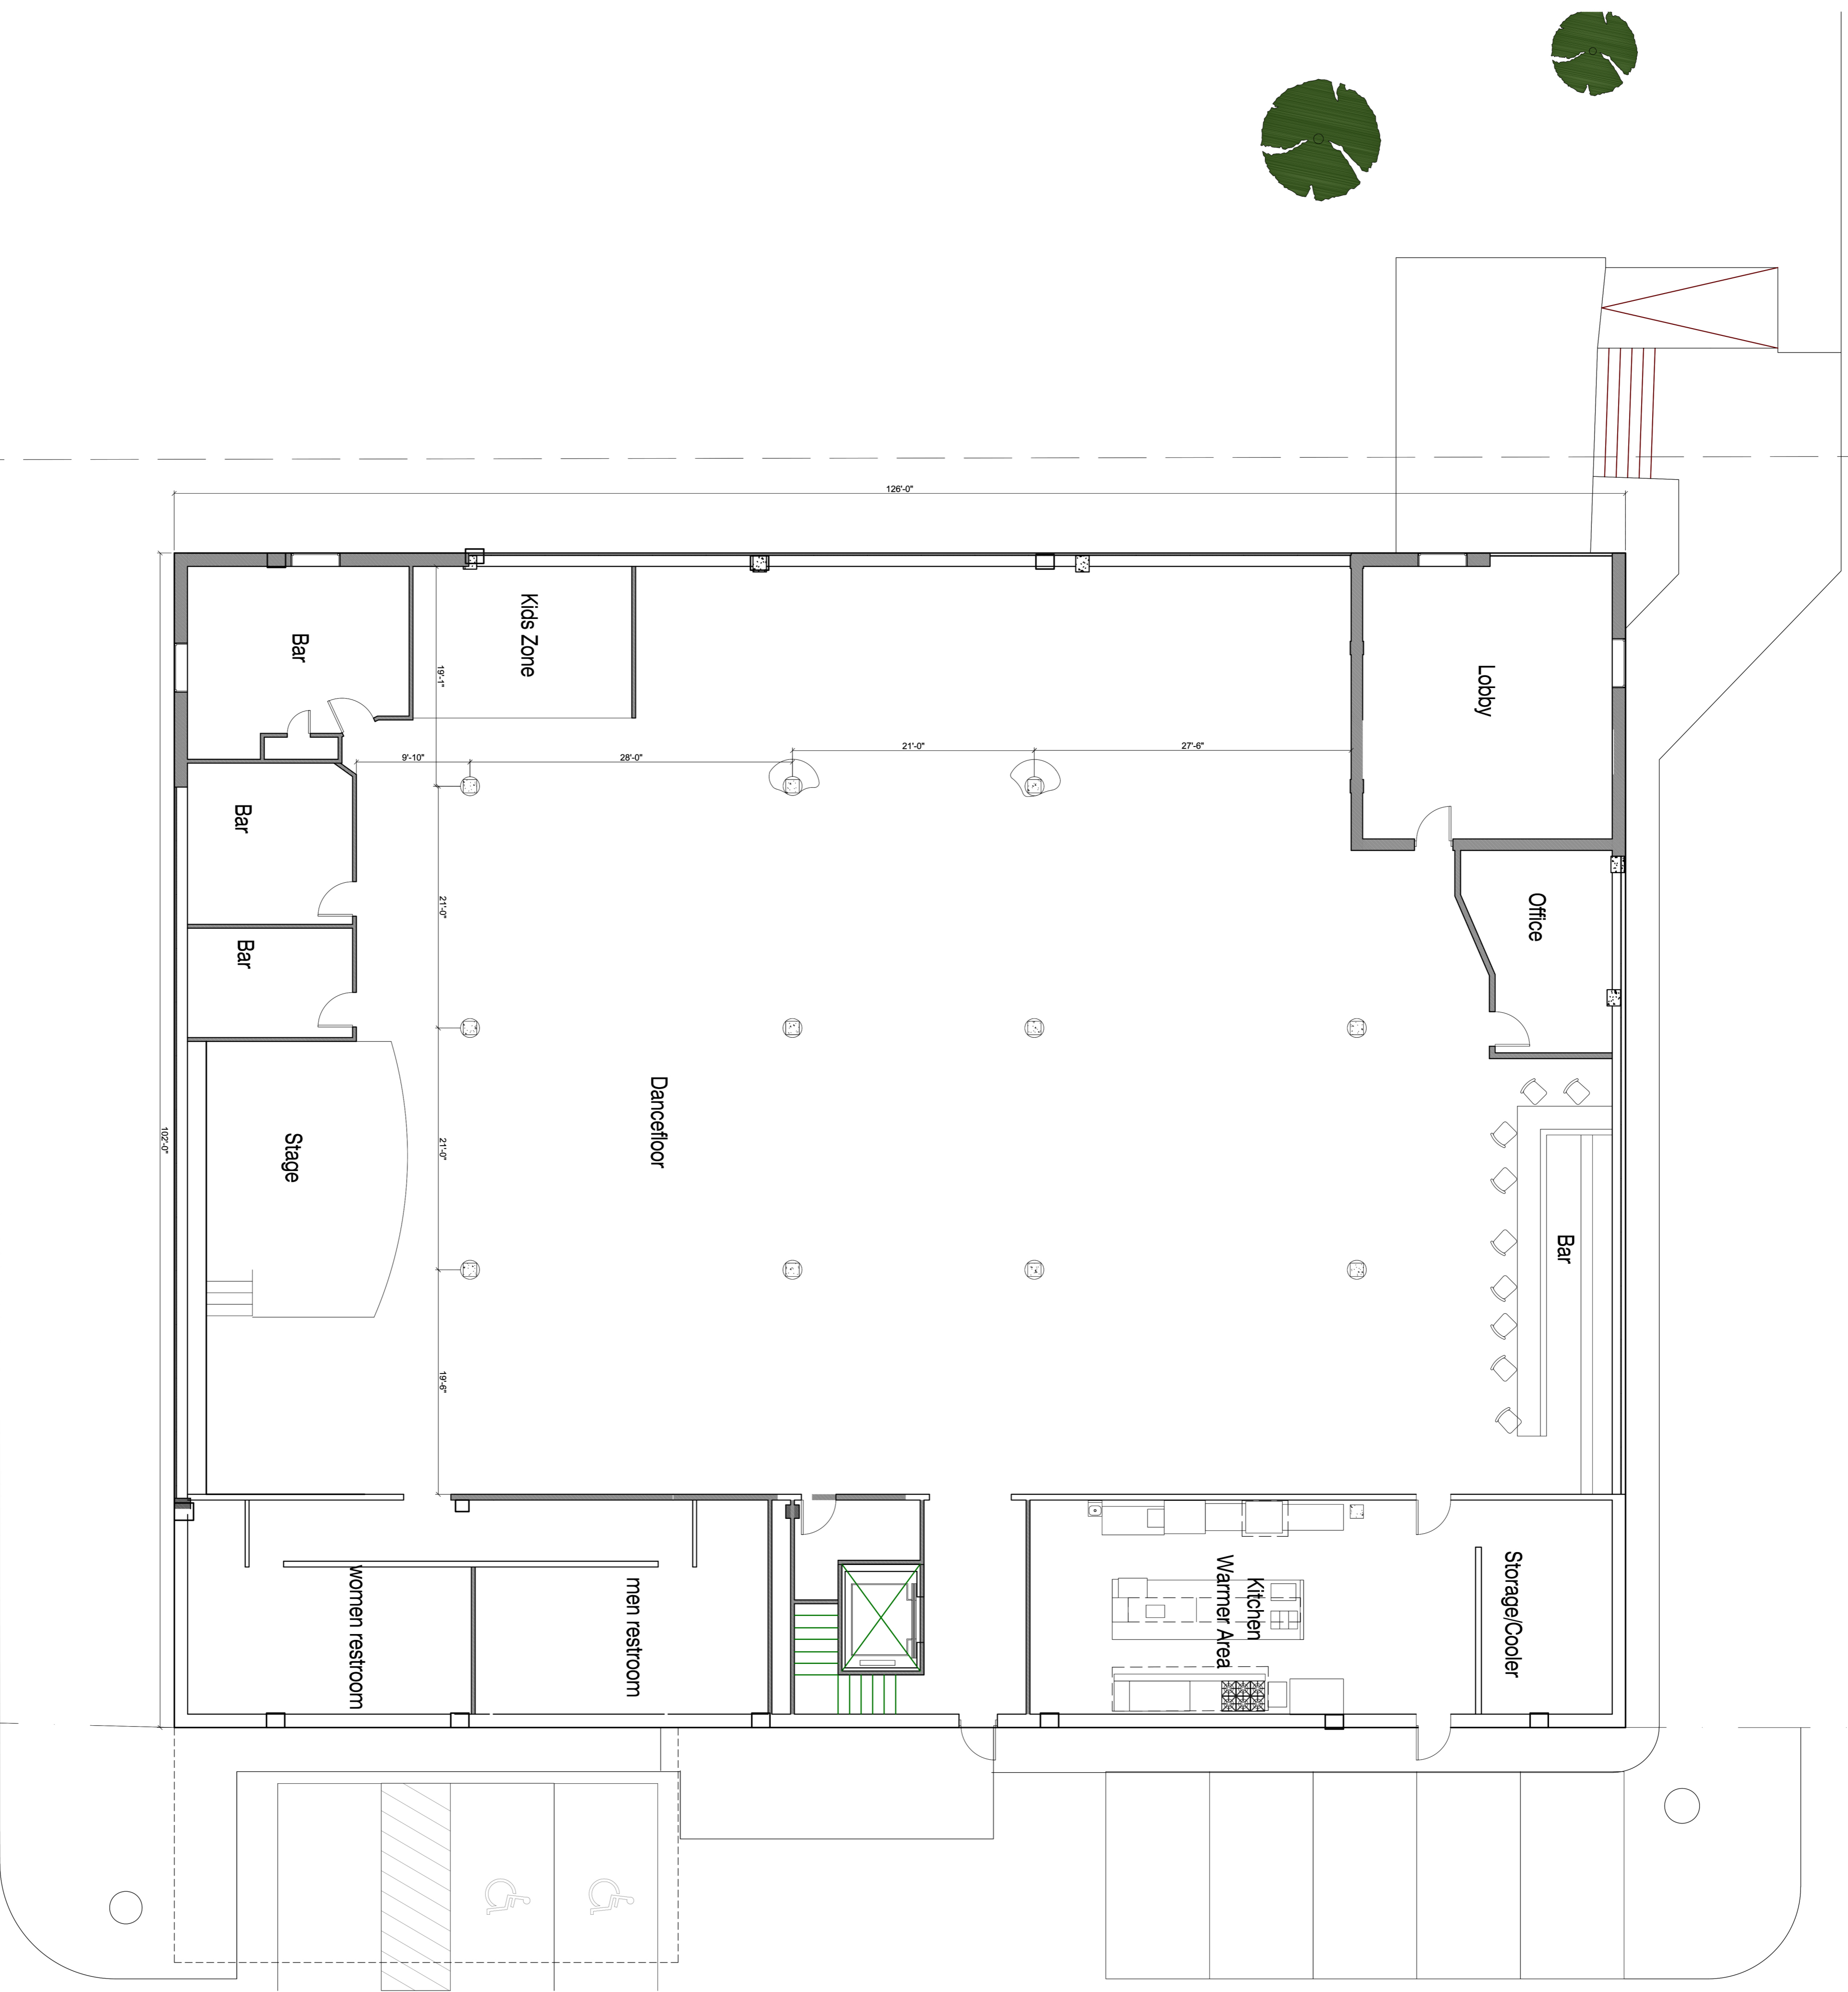 126'-0"
Kids Zone
Bar
Lobby
19'-1"
21'-0"
27'-6"
9'-10"
28'-0"
Bar
21'-0"
Office
Bar
Dancefloor
102'-0"
Stage
21'-0"
Bar
19'-6"
women restroom
men restroom
Kitchen
Warmer Area
Storage/Cooler